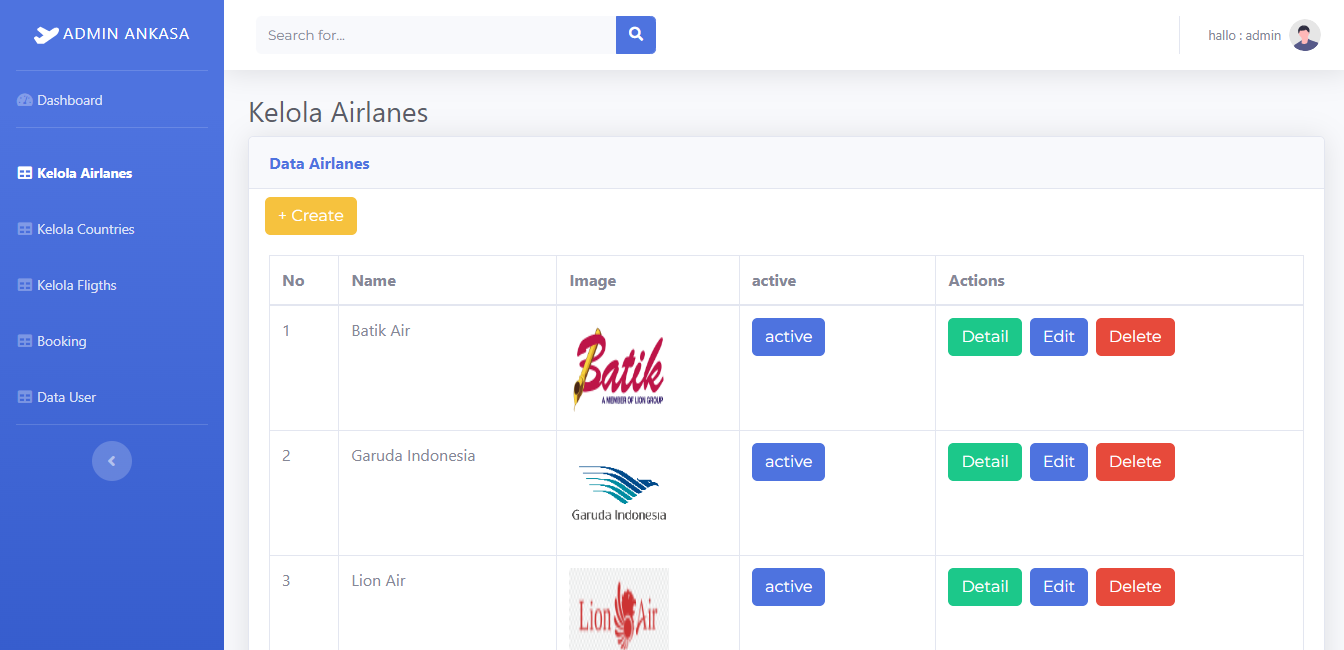 ADMIN ANKASA
Search for...
hallo : admin
Dashboard
Kelola Airlanes
Kelola Countries
Kelola Fligths
Booking
Data User
Kelola Airlanes
Data Airlanes
+ Create
No Name Image active Actions
1 Batik Air active Detail Edit Delete
Batik
A MEMBER OF LION GROUP
2 Garuda Indonesia active Detail Edit Delete
Garuda Indonesia
3 Lion Air active Detail Edit Delete
Lion Air